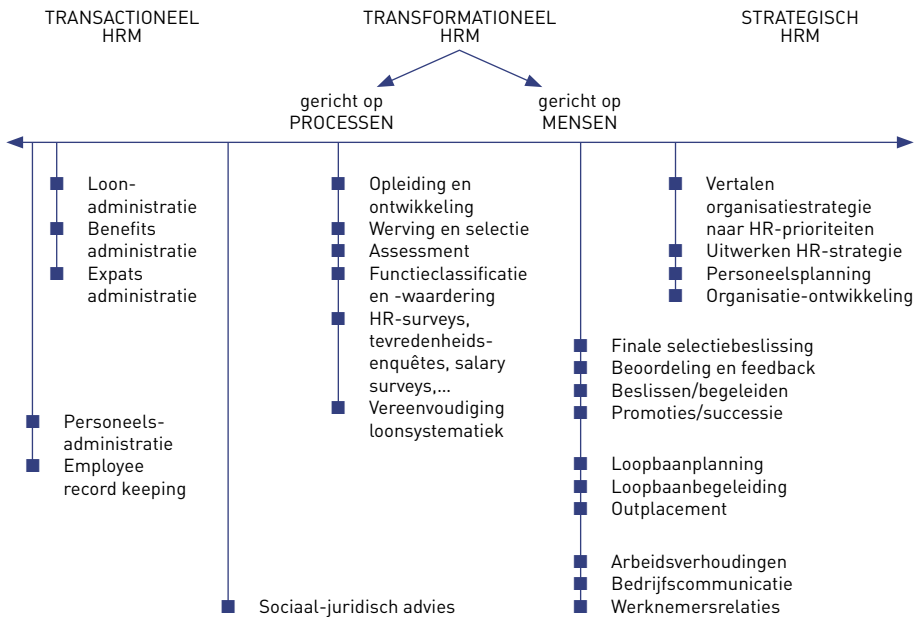 TRANSACTIONEEL
HRM
TRANSFORMATIONEEL
HRM
STRATEGISCH
HRM
gericht op
PROCESSEN
gericht op
MENSEN
Loon-
administratie
Benefits
administratie
Expats
administratie
Personeels-
administratie
Employee
record keeping
Sociaal-juridisch advies
Opleiding en
ontwikkeling
Werving en selectie
Assessment
Functieclassificatie
en -waardering
HR-surveys,
tevredenheids-
enquêtes, salary
surveys,...
Vereenvoudiging
loonsystematiek
Finale selectiebeslissing
Beoordeling en feedback
Beslissen/begeleiden
Promoties/successie
Loopbaanplanning
Loopbaanbegeleiding
Outplacement
Arbeidsverhoudingen
Bedrijfscommunicatie
Werknemersrelaties
Vertalen
organisatiestrategie
naar HR-prioriteiten
Uitwerken HR-strategie
Personeelsplanning
Organisatie-ontwikkeling